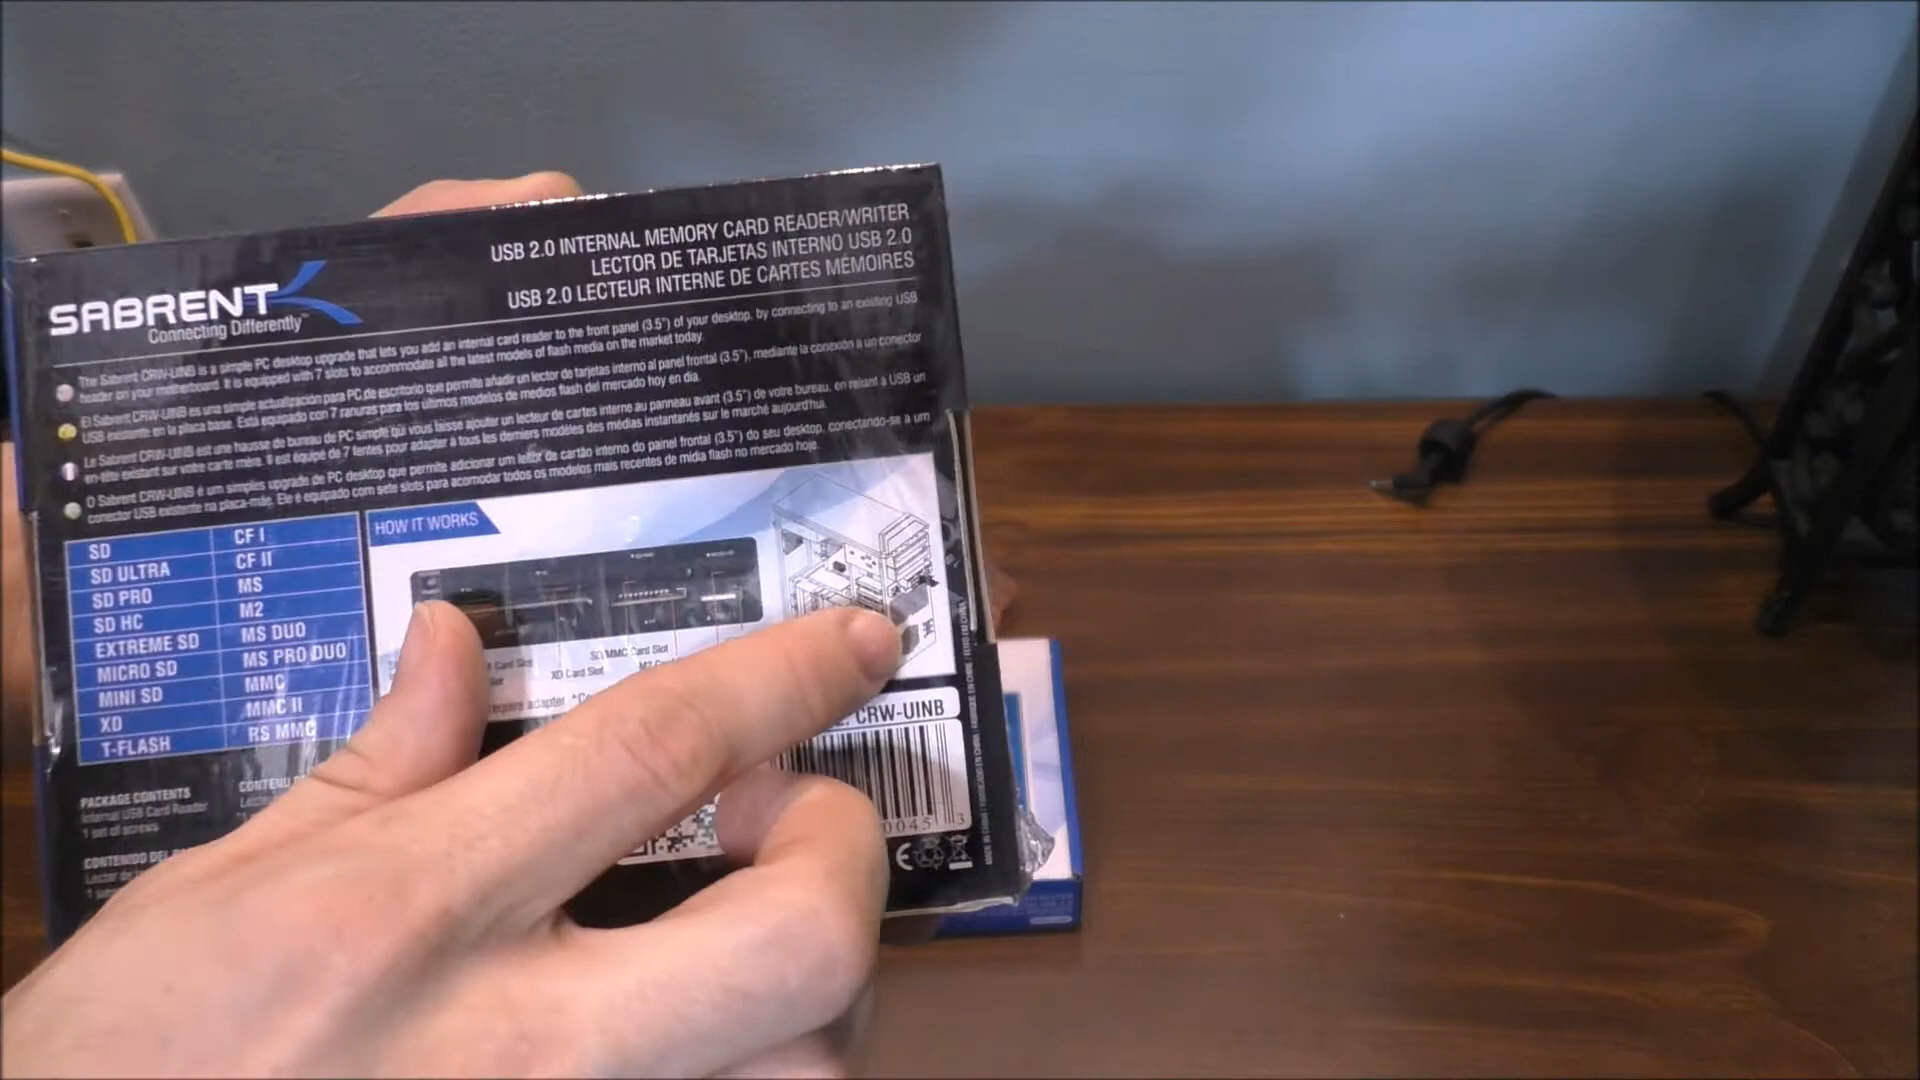 USB 2.0 INTERNAL MEMORY CARD READER/WRITER
LECTOR DE TARJETAS INTERNO USB 2.0
USB 2.0 LECTEUR INTERNE DE CARTES MÉMOIRES
SABRENT
Connecting Differently™
The Sabrent CRW-UINB is a simple PC desktop upgrade that lets you add an internal card reader to the front panel (3.5") of your desktop, by connecting to an existing USB
header on your motherboard. It is equipped with 7 slots to accommodate all the latest models of flash media on the market today.
El Sabrent CRW-UINB es una simple actualización para PC de escritorio que permite añadir un lector de tarjetas interno al panel frontal (3.5"), mediante la conexión a un conector
USB existente en la placa base. Está equipado con 7 ranuras para los últimos modelos de medios flash del mercado hoy en dia.
Le Sabrent CRW-UINB est une hausse de bureau de PC simple qui vous laisse ajouter un lecteur de cartes interne au panneau avant (3.5") de votre bureau, en reliant à USB un
en-tête existant sur votre carte mère. Il est équipé de 7 fentes pour adapter à tous les derniers modèles des médias instantanés sur le marché aujourd'hui.
O Sabrent CRW-UINB é um simples upgrade de PC desktop que permite adicionar um leitor de cartão interno do painel frontal (3.5") do seu desktop, conectando-se a um
conector USB existente na placa-mãe. Ele é equipado com sete slots para acomodar todos os modelos mais recentes de mídia flash no mercado hoje.
SD CF I
SD ULTRA CF II
SD PRO MS
SD HC M2
EXTREME SD MS DUO
MICRO SD MS PRO DUO
MINI SD MMC
XD MMC II
T-FLASH RS MMC
HOW IT WORKS
SD/MMC Card Slot
Card Slot
XD Card Slot
require adapter
CRW-UINB
PACKAGE CONTENTS
Internal USB Card Reader
1 set of screws
0045 3
CE